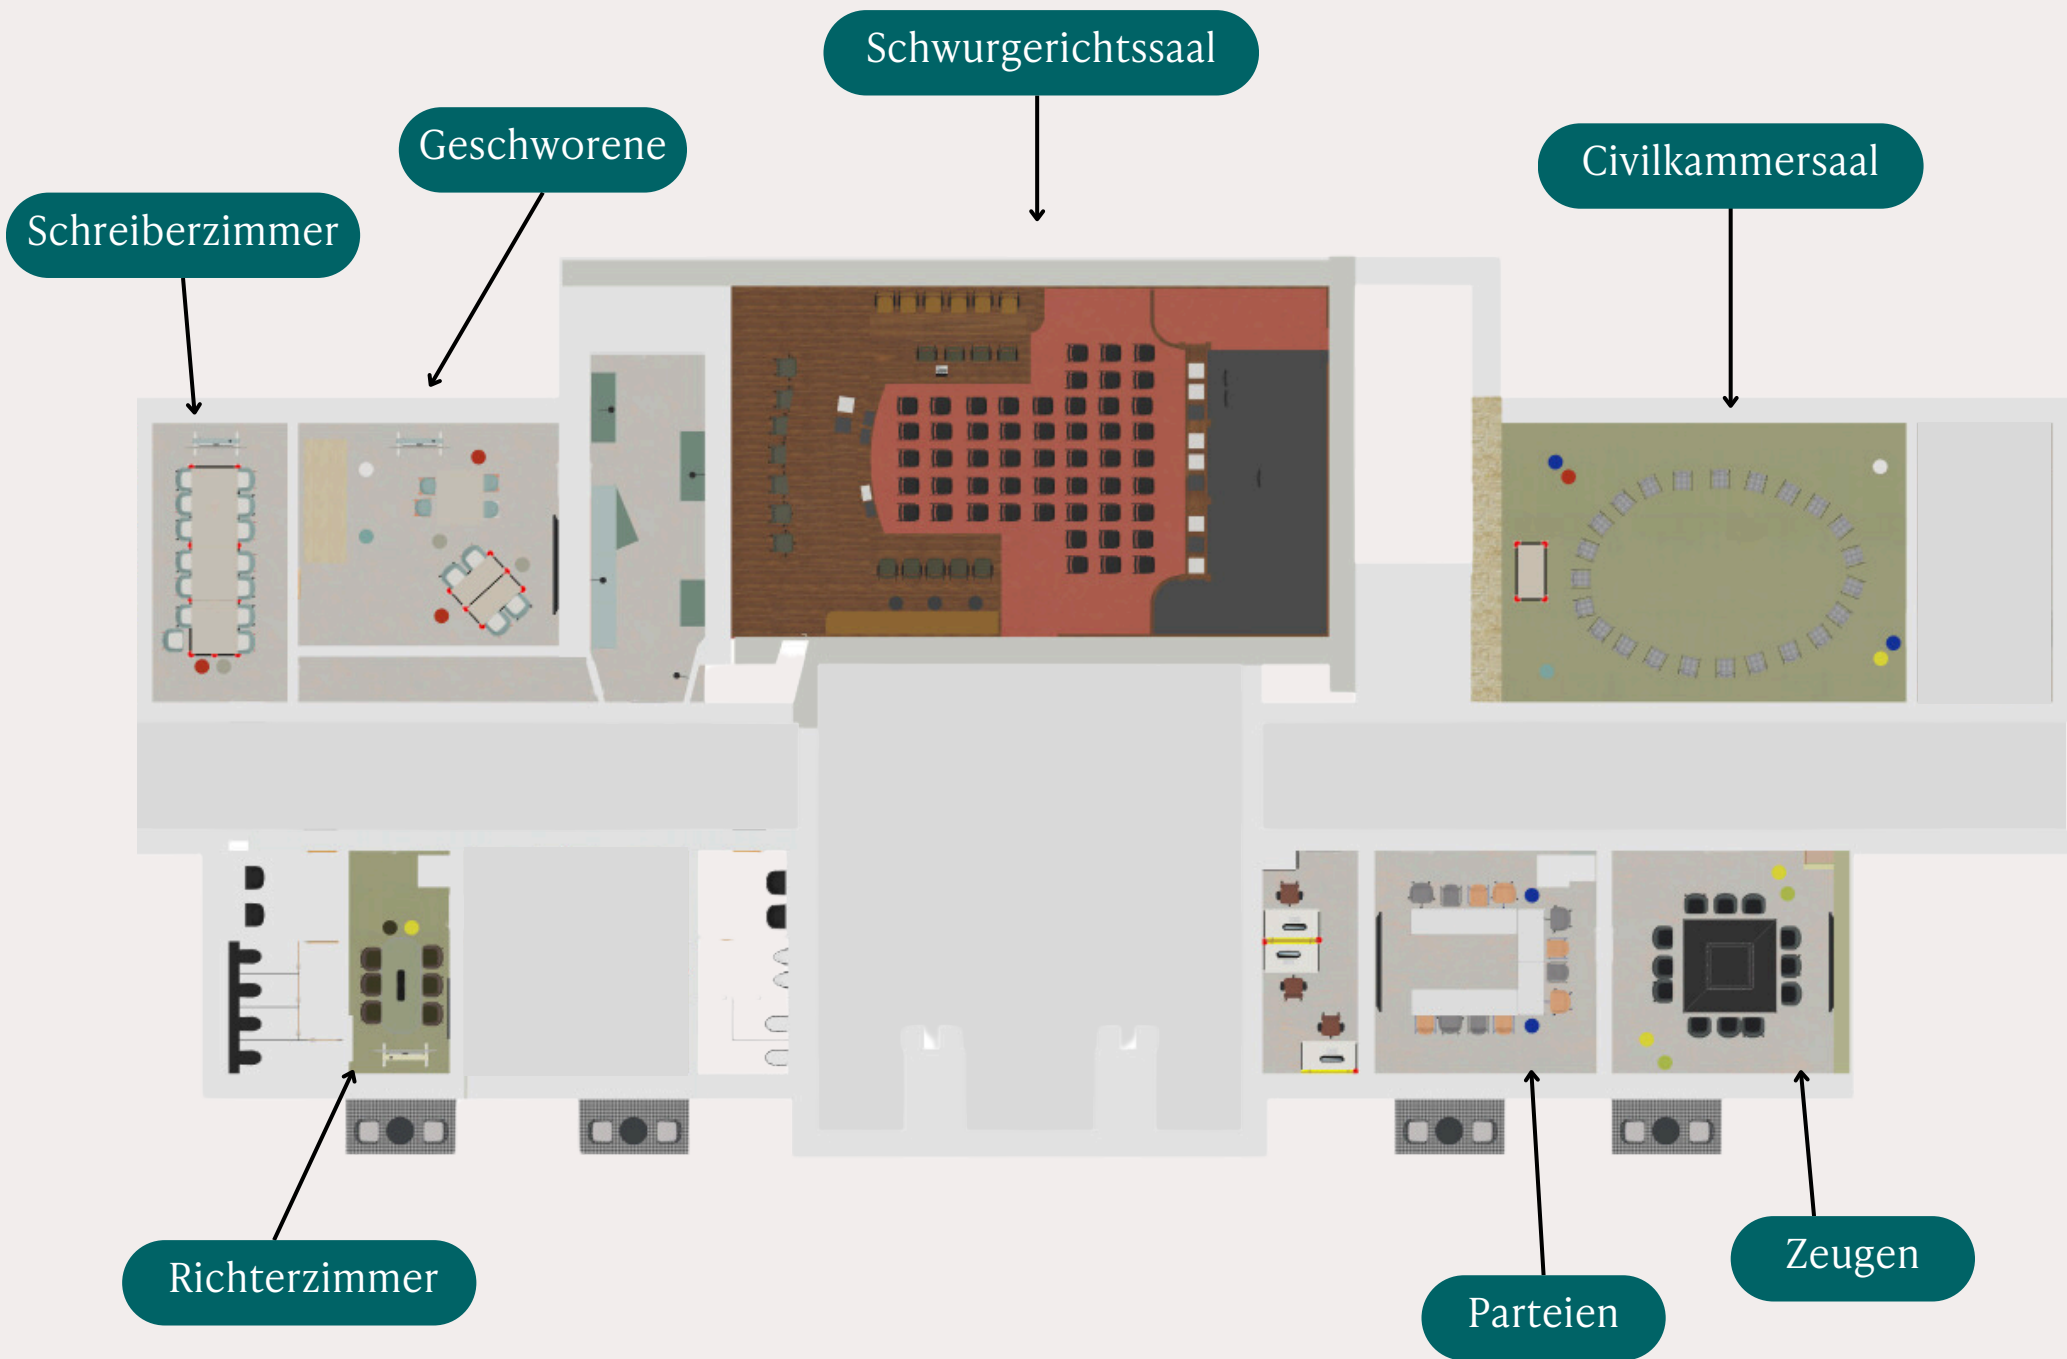 Schwurgerichtssaal
Geschworene
Civilkammersaal
Schreiberzimmer
Richterzimmer
Zeugen
Parteien